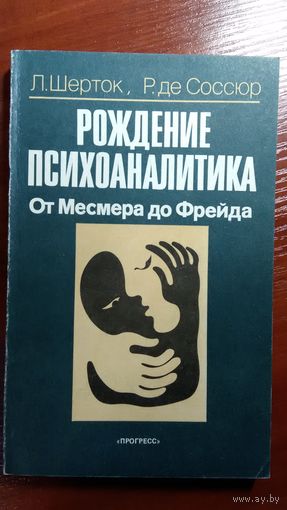 Л.Шерток, Р.де Соссюр
РОЖДЕНИЕ
ПСИХОАНАЛИТИКА
От Месмера до Фрейда
«ПРОГРЕСС»
www.ay.by